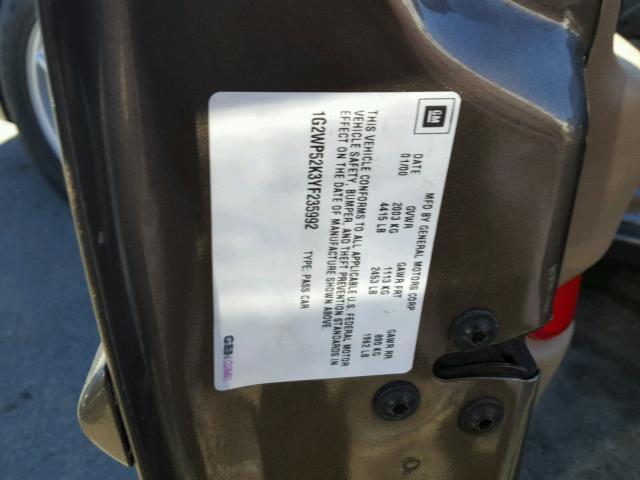 GM
MFD BY GENERAL MOTORS CORP
DATE GVWR GAWR FRT GAWR RR
01/00 2003 KG 1113 KG 890 KG
4415 LB 2453 LB 1962 LB
THIS VEHICLE CONFORMS TO ALL APPLICABLE U.S. FEDERAL MOTOR
VEHICLE SAFETY, BUMPER, AND THEFT PREVENTION STANDARDS IN
EFFECT ON THE DATE OF MANUFACTURE SHOWN ABOVE
1G2WP52K3YF235992 TYPE: PASS CAR